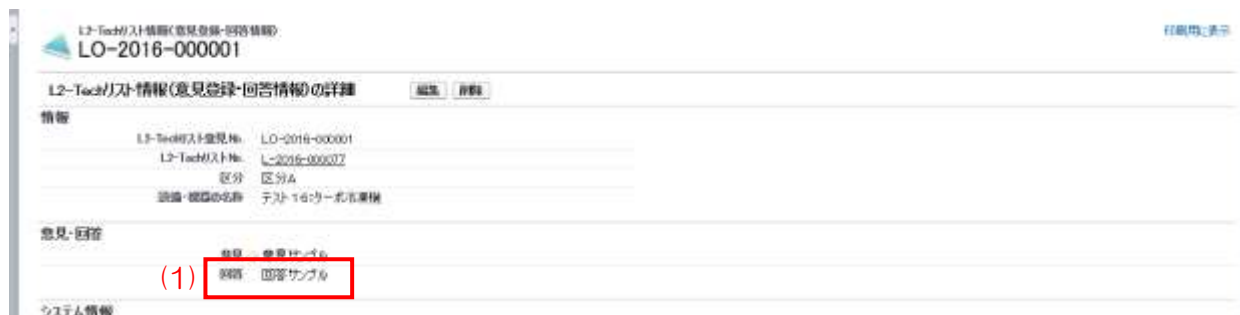 L2-Techリスト情報(意見登録・回答情報)
LO-2016-000001
印刷用に表示
L2-Techリスト情報(意見登録・回答情報)の詳細
編集 削除
情報
L2-Techリスト意見No. LO-2016-000001
L2-TechリストNo. L-2016-000077
区分 区分A
設備・機器の名称 テスト16:ターボ冷凍機
意見・回答
意見 意見サンプル
(1) 回答 回答サンプル
システム情報